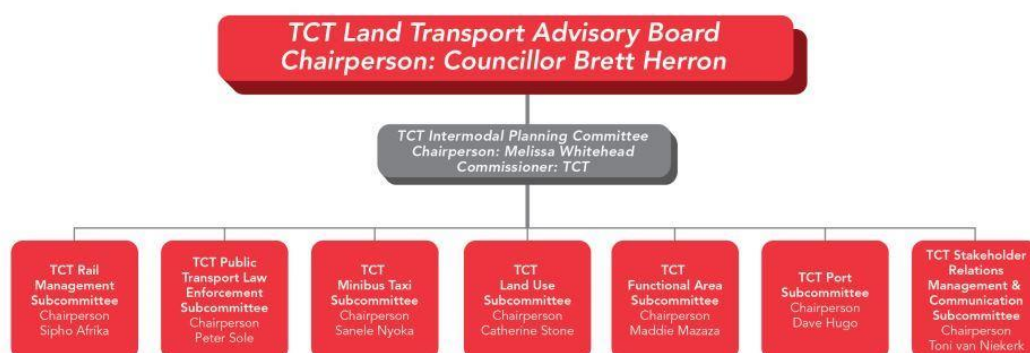 TCT Land Transport Advisory Board
Chairperson: Councillor Brett Herron
TCT Intermodal Planning Committee
Chairperson: Melissa Whitehead
Commissioner: TCT
TCT Rail
Management
Subcommittee
Chairperson
Sipho Afrika
TCT Public
Transport Law
Enforcement
Subcommittee
Chairperson
Peter Sole
TCT
Minibus Taxi
Subcommittee
Chairperson
Sanele Nyoka
TCT
Land Use
Subcommittee
Chairperson
Catherine Stone
TCT
Functional Area
Subcommittee
Chairperson
Maddie Mazaza
TCT Port
Subcommittee
Chairperson
Dave Hugo
TCT Stakeholder
Relations
Management &
Communication
Subcommittee
Chairperson
Toni van Niekerk